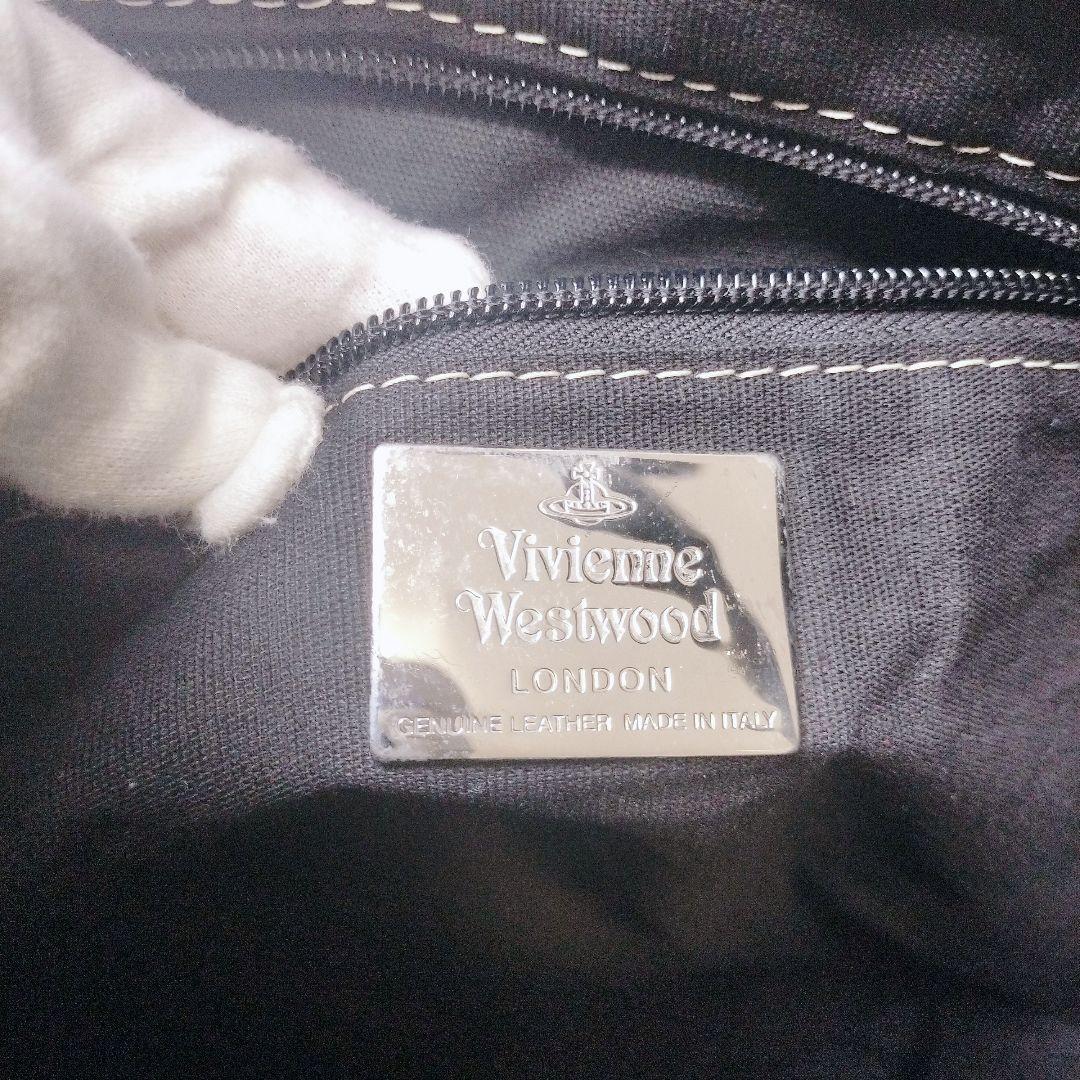 Vivienne
Westwood
LONDON
GENUINE LEATHER MADE IN ITALY